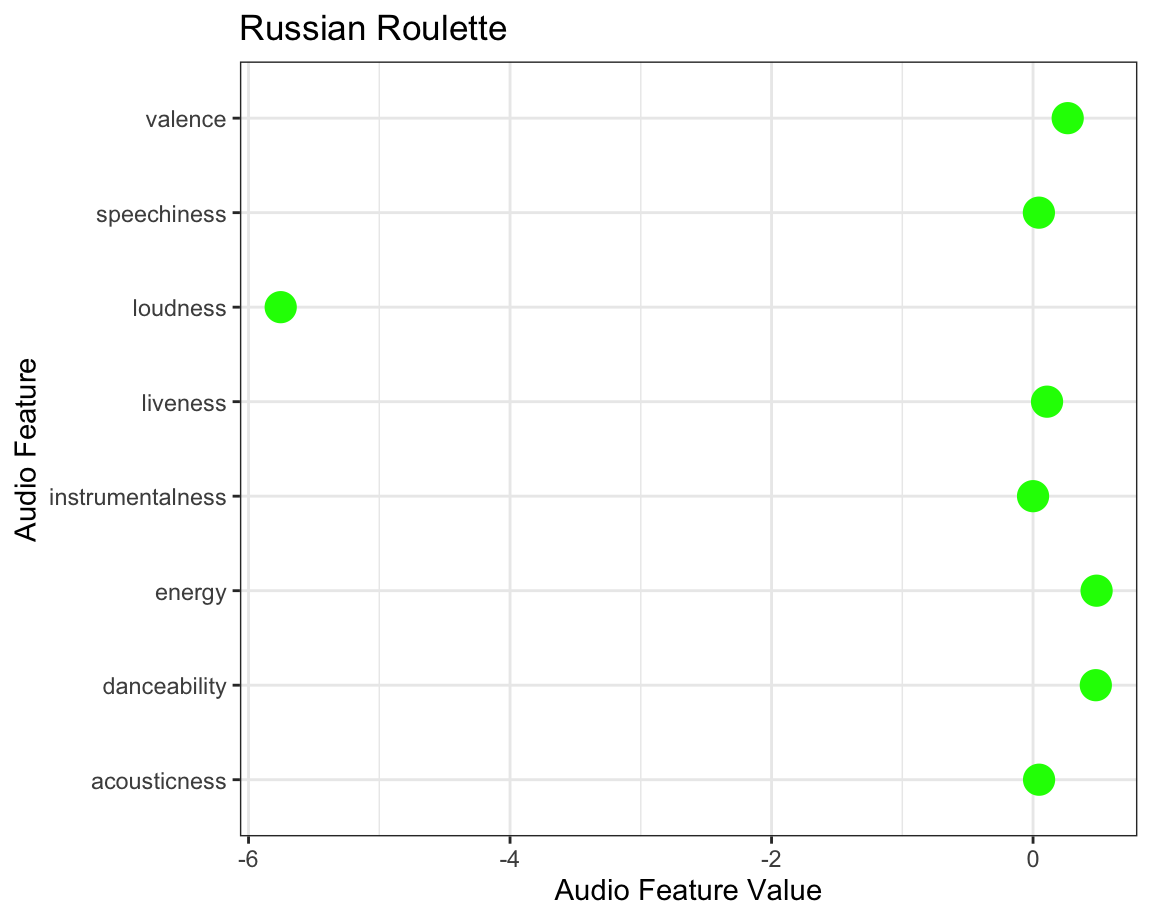 Russian Roulette
Audio Feature
valence
speechiness
loudness
liveness
instrumentalness
energy
danceability
acousticness
-6
-4
-2
0
Audio Feature Value